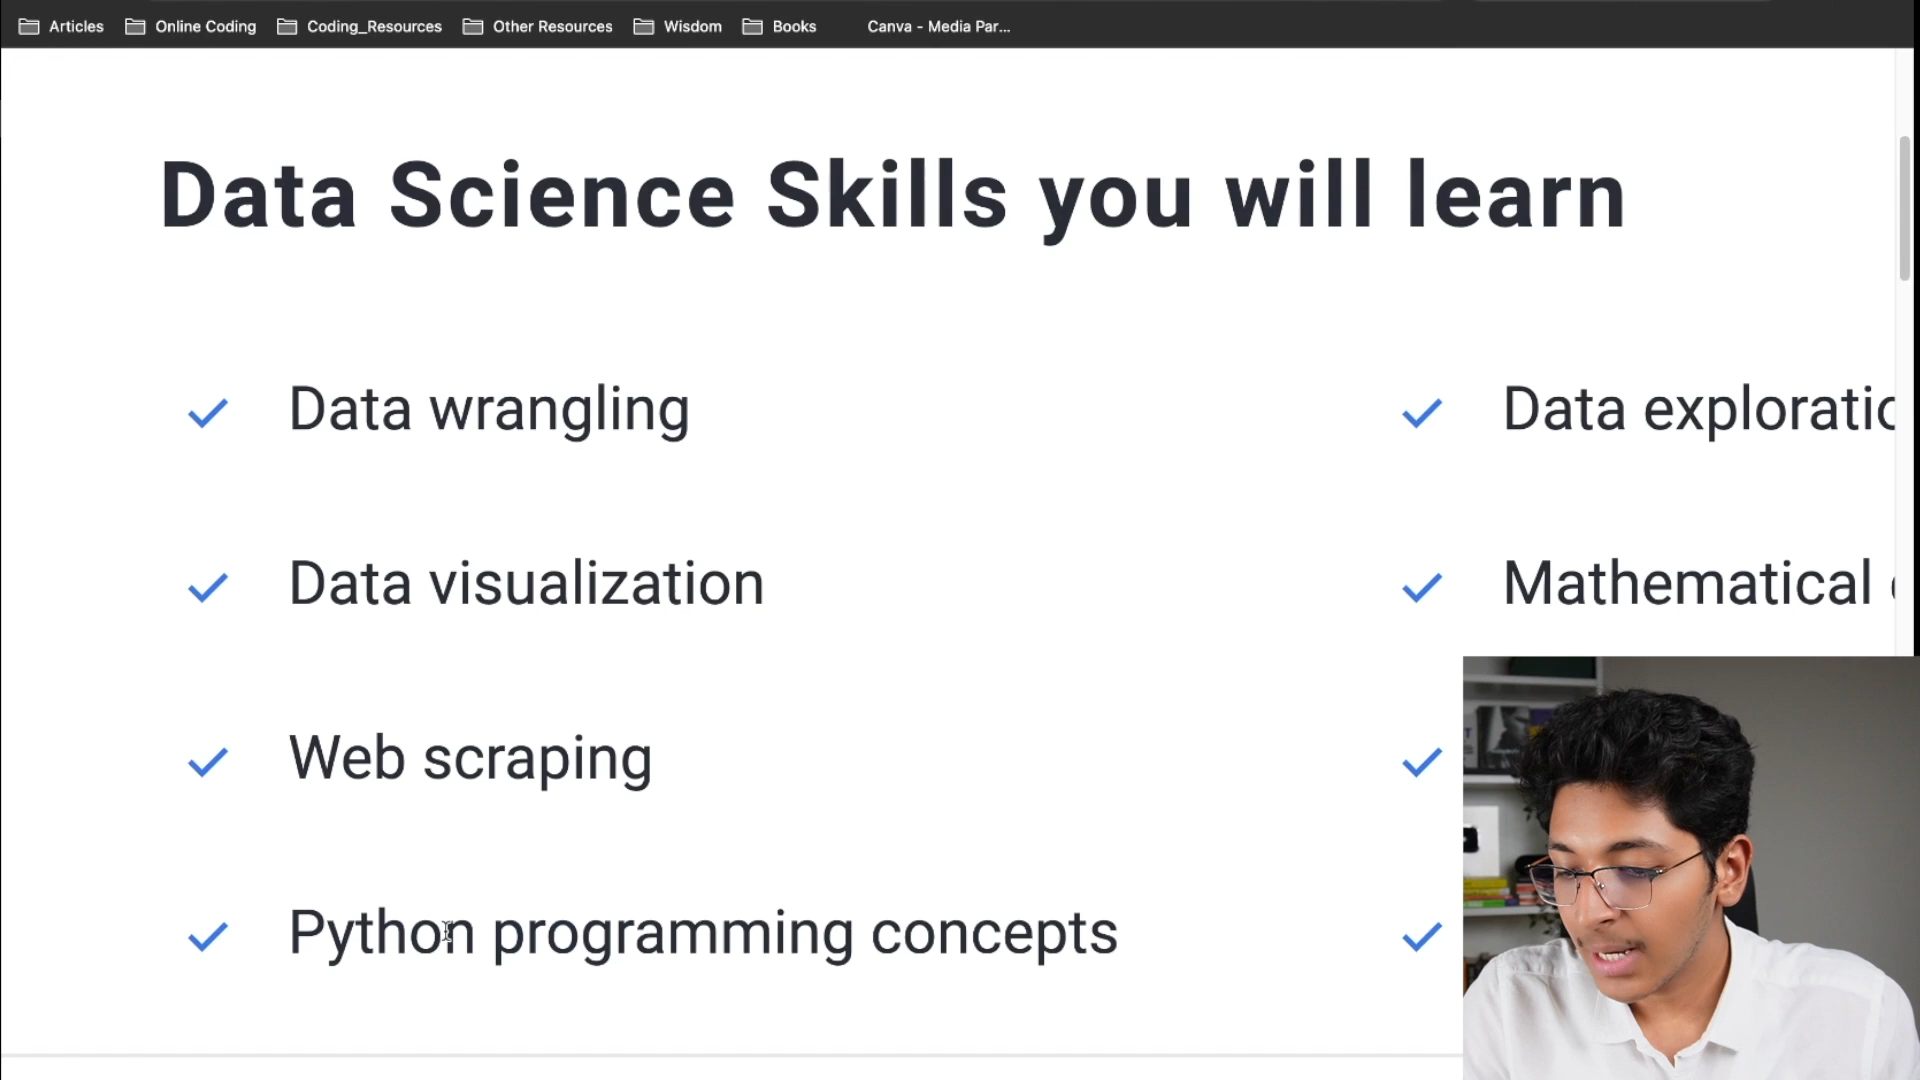 Articles Online Coding Coding_Resources Other Resources Wisdom Books Canva - Media Par...
Data Science Skills you will learn
Data wrangling
Data exploratio
Data visualization
Mathematical
Web scraping
Python programming concepts